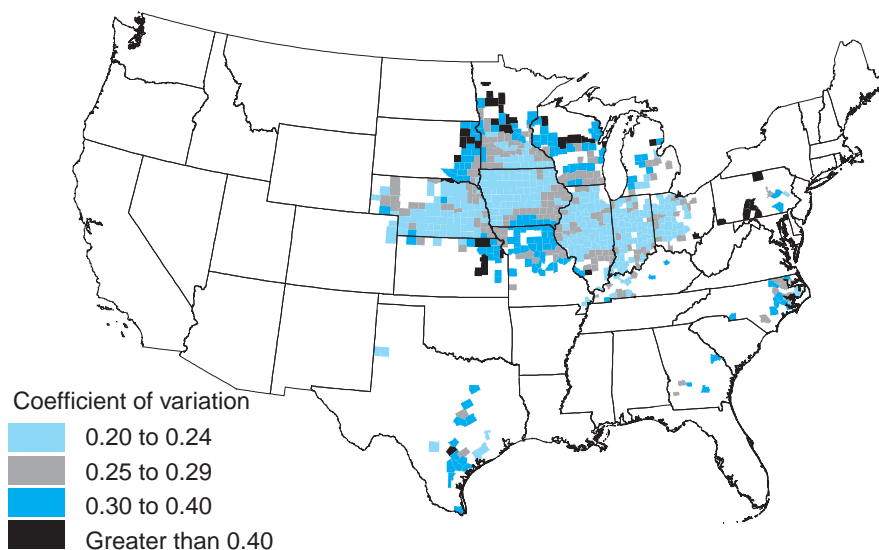 Coefficient of variation
0.20 to 0.24
0.25 to 0.29
0.30 to 0.40
Greater than 0.40